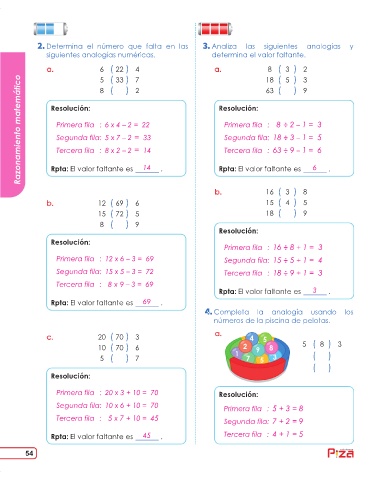 Razonamiento matemático
2. Determina el número que falta en las siguientes analogías numéricas.
a. 6 ( 22 ) 4
5 ( 33 ) 7
8 ( ) 2
Resolución:
Primera fila : 6 x 4 – 2 = 22
Segunda fila: 5 x 7 – 2 = 33
Tercera fila : 8 x 2 – 2 = 14
Rpta: El valor faltante es 14 .
b. 12 ( 69 ) 6
15 ( 72 ) 5
8 ( ) 9
Resolución:
Primera fila : 12 x 6 – 3 = 69
Segunda fila: 15 x 5 – 3 = 72
Tercera fila : 8 x 9 – 3 = 69
Rpta: El valor faltante es 69 .
c. 20 ( 70 ) 3
10 ( 70 ) 6
5 ( ) 7
Resolución:
Primera fila : 20 x 3 + 10 = 70
Segunda fila: 10 x 6 + 10 = 70
Tercera fila : 5 x 7 + 10 = 45
Rpta: El valor faltante es 45 .
3. Analiza las siguientes analogías y determina el valor faltante.
a. 8 ( 3 ) 2
18 ( 5 ) 3
63 ( ) 9
Resolución:
Primera fila : 8 ÷ 2 – 1 = 3
Segunda fila: 18 ÷ 3 – 1 = 5
Tercera fila : 63 ÷ 9 – 1 = 6
Rpta: El valor faltante es 6 .
b. 16 ( 3 ) 8
15 ( 4 ) 5
18 ( ) 9
Resolución:
Primera fila : 16 ÷ 8 + 1 = 3
Segunda fila: 15 ÷ 5 + 1 = 4
Tercera fila : 18 ÷ 9 + 1 = 3
Rpta: El valor faltante es 3 .
4. Completa la analogía usando los números de la piscina de pelotas.
a.
5 ( 8 ) 3
( )
( )
Resolución:
Primera fila : 5 + 3 = 8
Segunda fila: 7 + 2 = 9
Tercera fila : 4 + 1 = 5
54